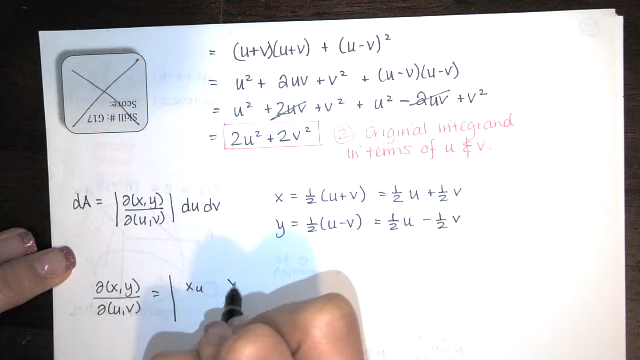 = (u+v)(u+v) + (u-v)²
= u² + 2uv + v² + (u-v)(u-v)
= u² + 2uv + v² + u² - 2uv + v²
= 2u² + 2v² ② Original integrand
in terms of u & v.
Skill #: G17
Score:
dA = |∂(x,y)/∂(u,v)| du dv
x = ½(u+v) = ½u + ½v
y = ½(u-v) = ½u - ½v
∂(x,y)/∂(u,v) = | xu